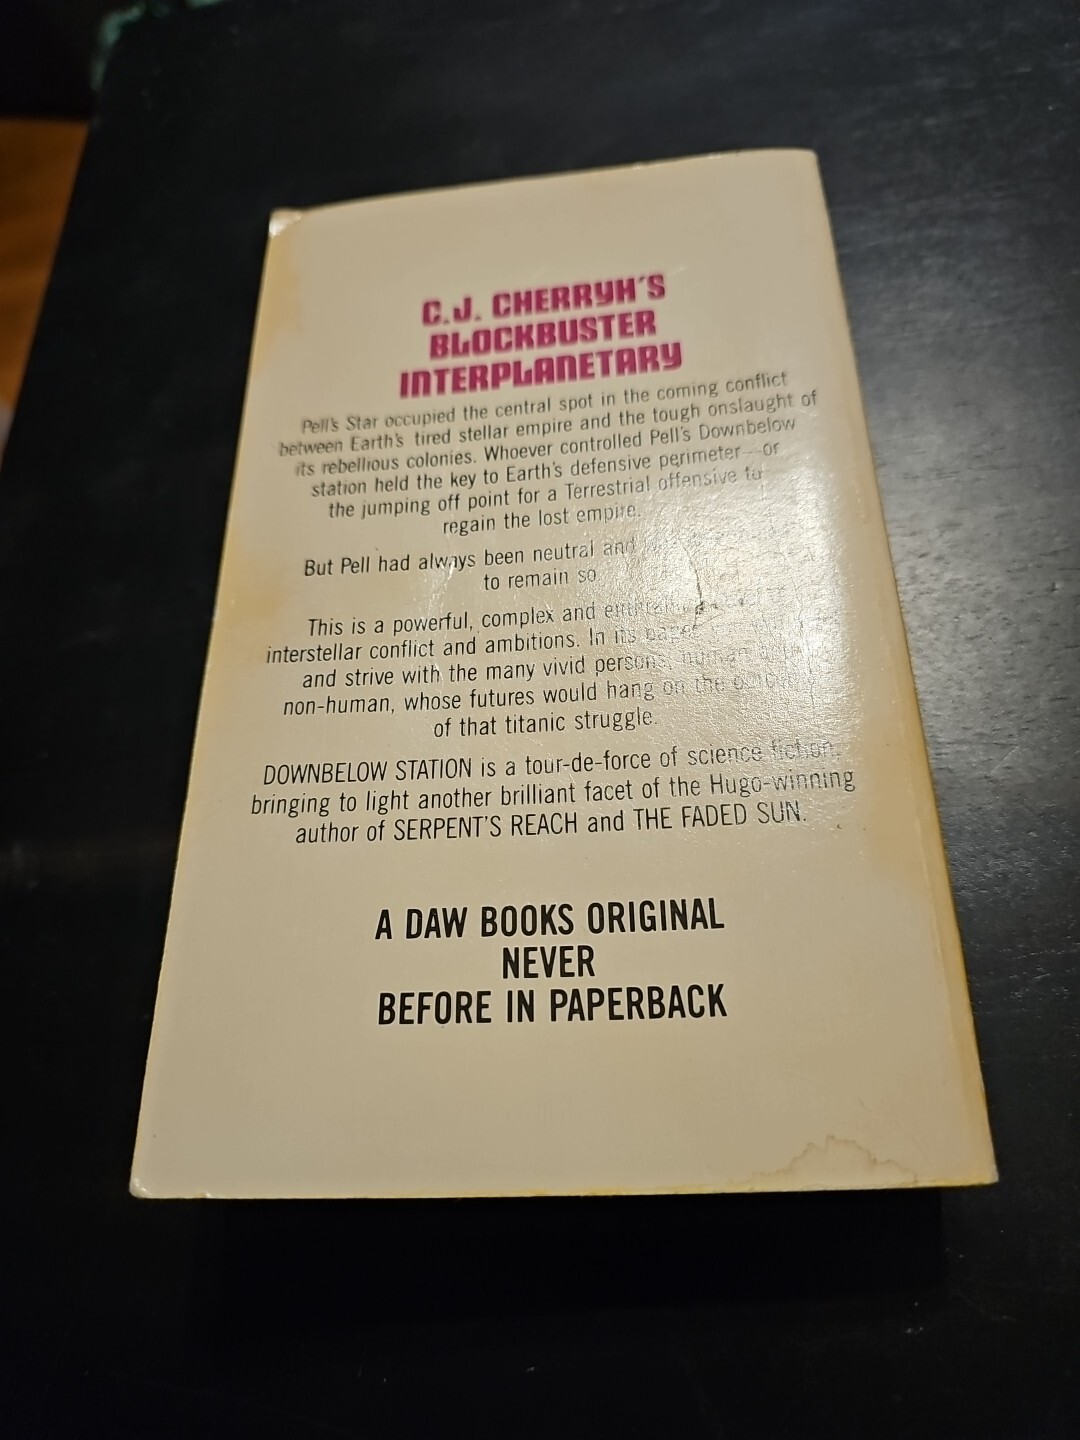 C.J. CHERRYH'S
BLOCKBUSTER
INTERPLANETARY
Pell's Star occupied the central spot in the coming conflict
between Earth's tired stellar empire and the tough onslaught of
its rebellious colonies. Whoever controlled Pell's Downbelow
station held the key to Earth's defensive perimeter—or
the jumping off point for a Terrestrial offensive to
regain the lost empire.
But Pell had always been neutral and
to remain so.
This is a powerful, complex and
interstellar conflict and ambitions. In its pages
and strive with the many vivid persons, human
non-human, whose futures would hang on the
of that titanic struggle.
DOWNBELOW STATION is a tour-de-force of science fiction,
bringing to light another brilliant facet of the Hugo-winning
author of SERPENT'S REACH and THE FADED SUN.
A DAW BOOKS ORIGINAL
NEVER
BEFORE IN PAPERBACK